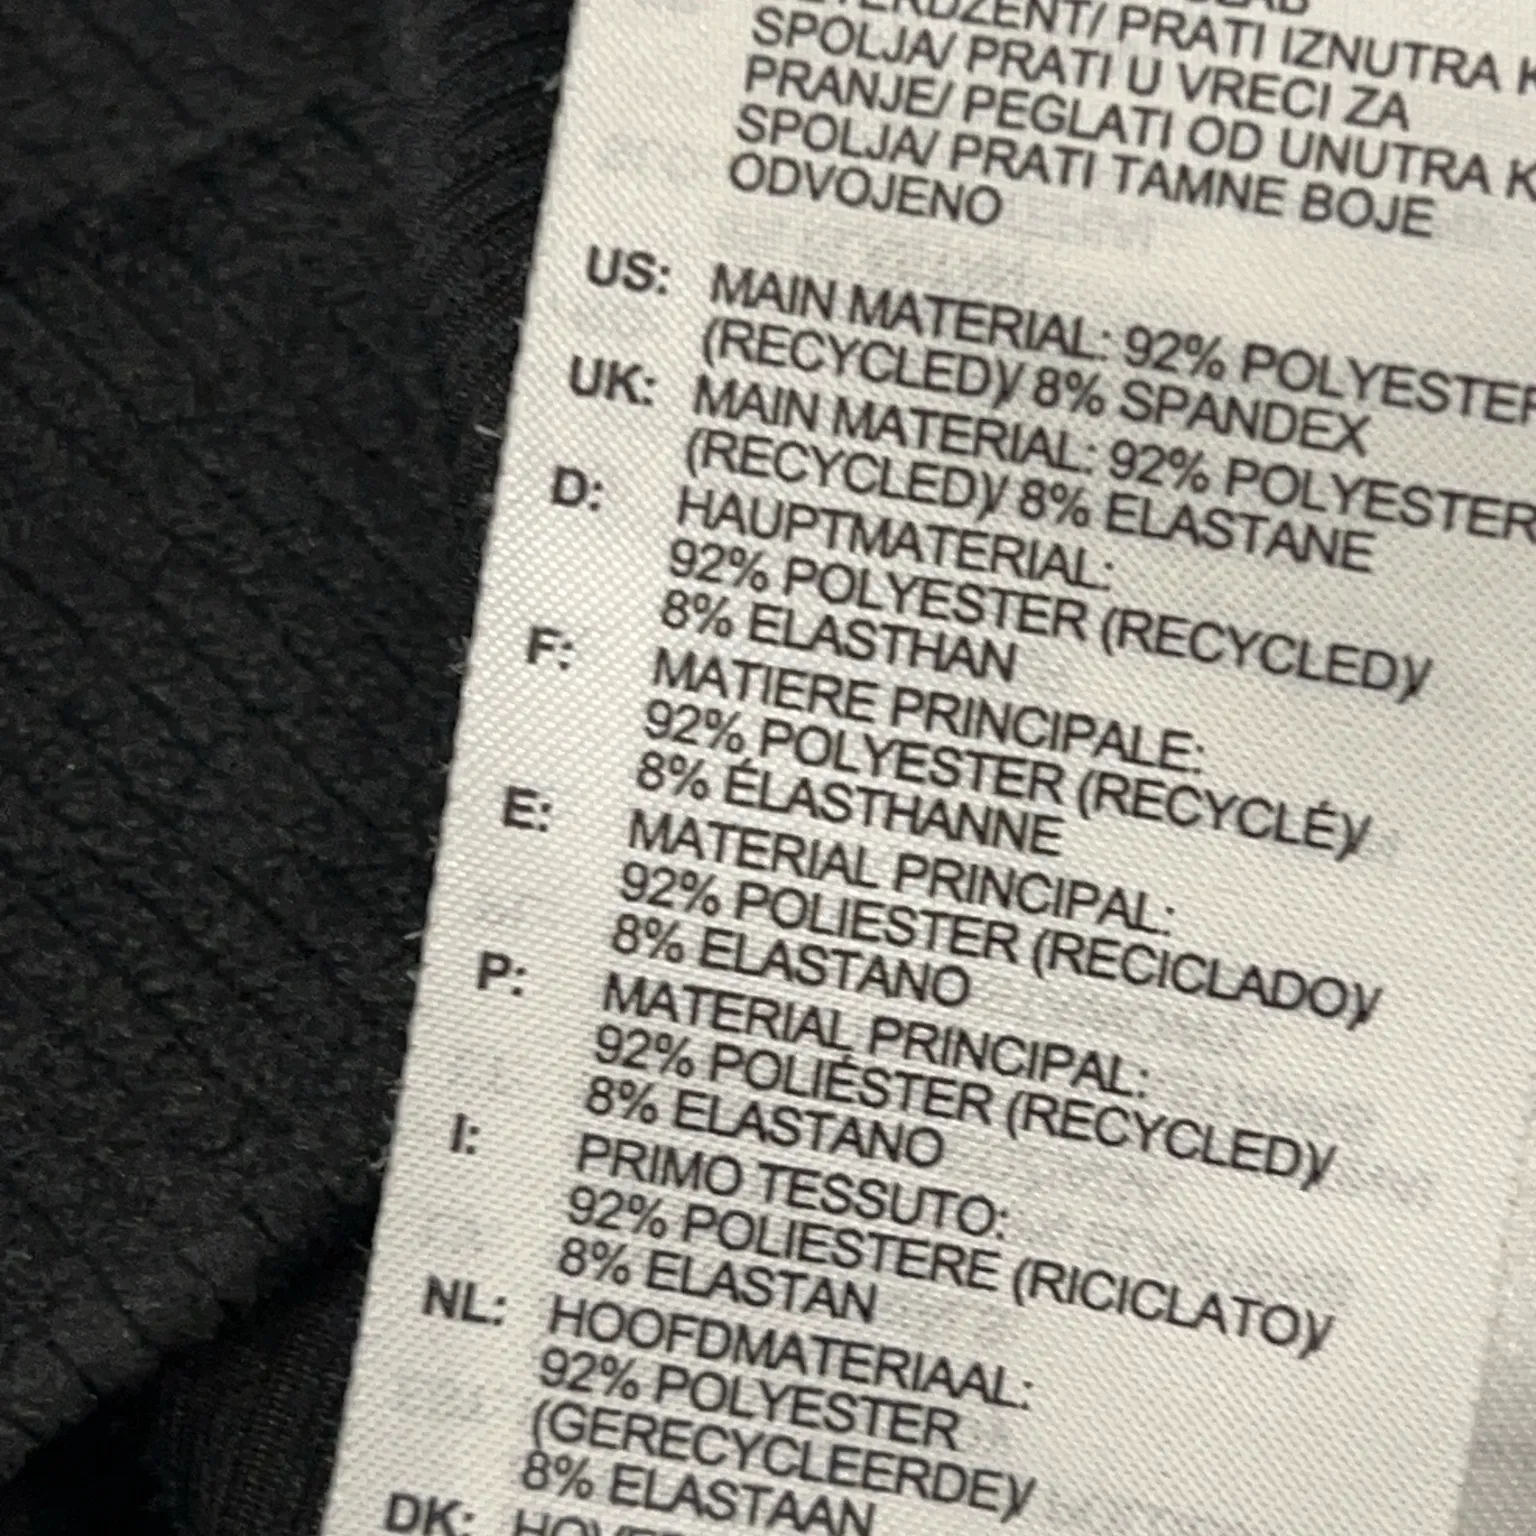 PRATI IZNUTRA
SPOLJA/ PRATI U VRECI ZA
PRANJE/ PEGLATI OD UNUTRA K
SPOLJA/ PRATI TAMNE BOJE
ODVOJENO
US: MAIN MATERIAL: 92% POLYESTER
(RECYCLED)/ 8% SPANDEX
UK: MAIN MATERIAL: 92% POLYESTER
(RECYCLED)/ 8% ELASTANE
D: HAUPTMATERIAL:
92% POLYESTER (RECYCLED)/
8% ELASTHAN
F: MATIERE PRINCIPALE:
92% POLYESTER (RECYCLÉ)/
8% ÉLASTHANNE
E: MATERIAL PRINCIPAL:
92% POLIESTER (RECICLADO)/
8% ELASTANO
P: MATERIAL PRINCIPAL:
92% POLIÉSTER (RECYCLED)/
8% ELASTANO
I: PRIMO TESSUTO:
92% POLIESTERE (RICICLATO)/
8% ELASTAN
NL: HOOFDMATERIAAL:
92% POLYESTER
(GERECYCLEERDE)/
8% ELASTAAN
DK: